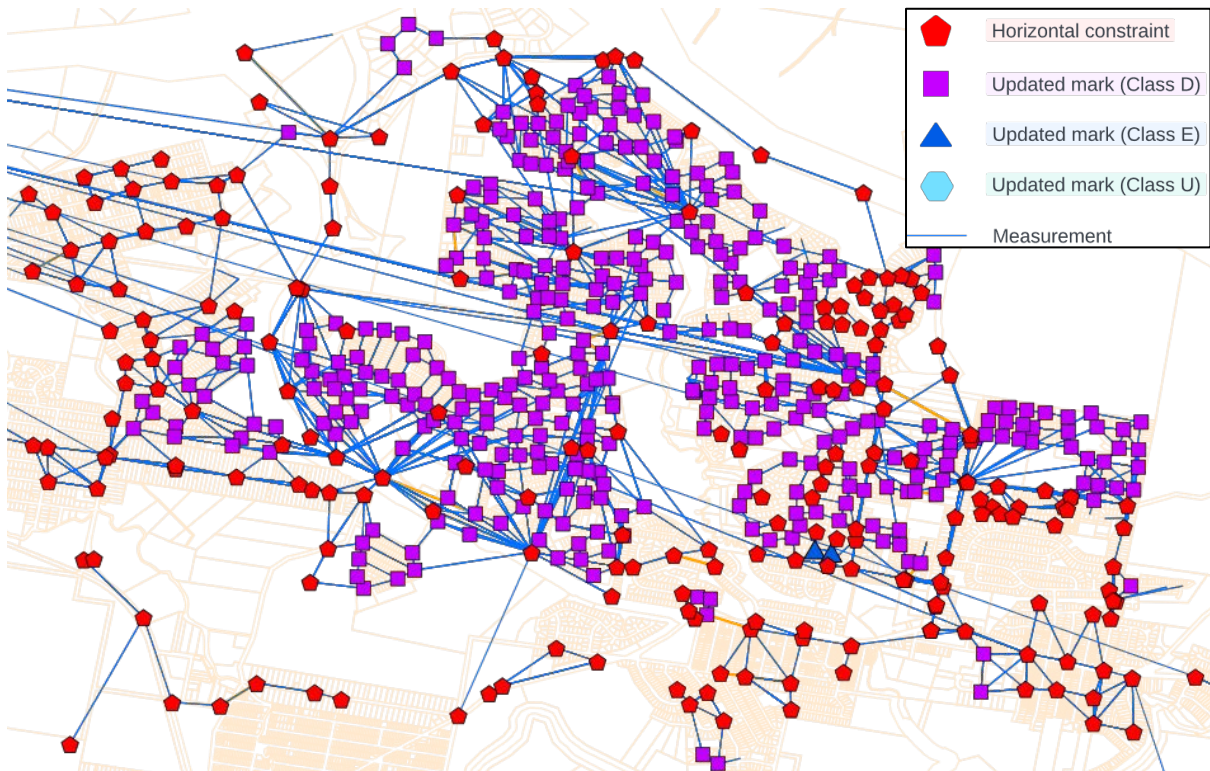 Horizontal constraint
Updated mark (Class D)
Updated mark (Class E)
Updated mark (Class U)
Measurement